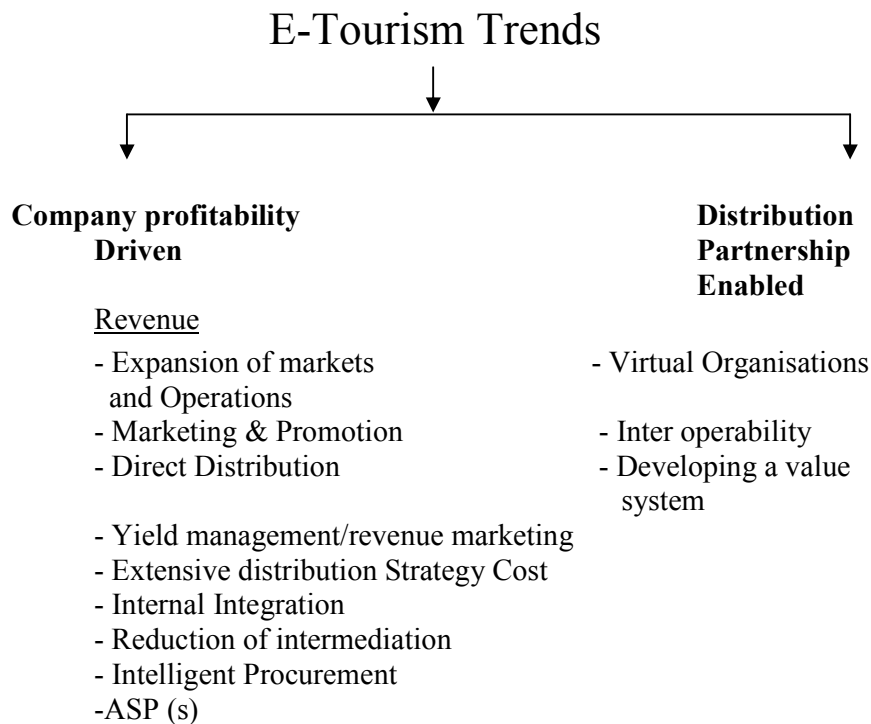 E-Tourism Trends
Company profitability
Driven
Revenue
- Expansion of markets
and Operations
- Marketing & Promotion
- Direct Distribution
- Yield management/revenue marketing
- Extensive distribution Strategy Cost
- Internal Integration
- Reduction of intermediation
- Intelligent Procurement
-ASP (s)
Distribution
Partnership
Enabled
- Virtual Organisations
- Inter operability
- Developing a value
system